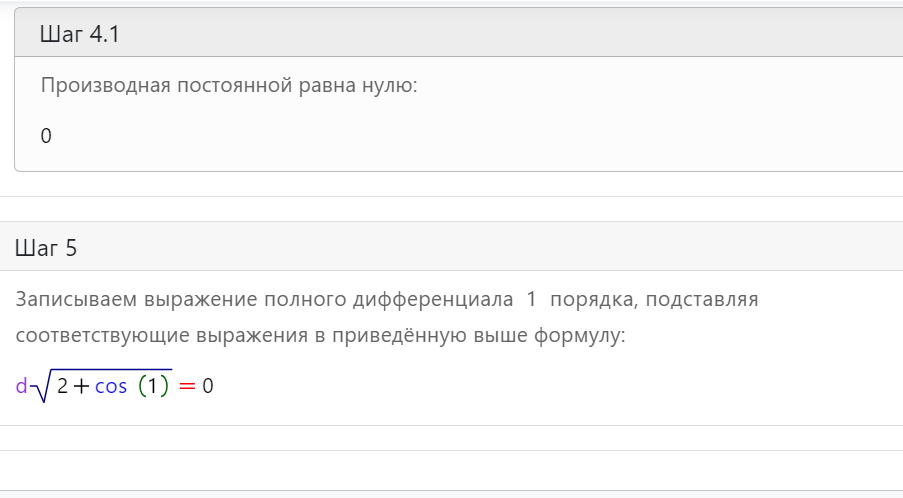 Шаг 4.1
Производная постоянной равна нулю:
0
Шаг 5
Записываем выражение полного дифференциала 1 порядка, подставляя
соответствующие выражения в приведённую выше формулу:
d√2 + cos (1) = 0